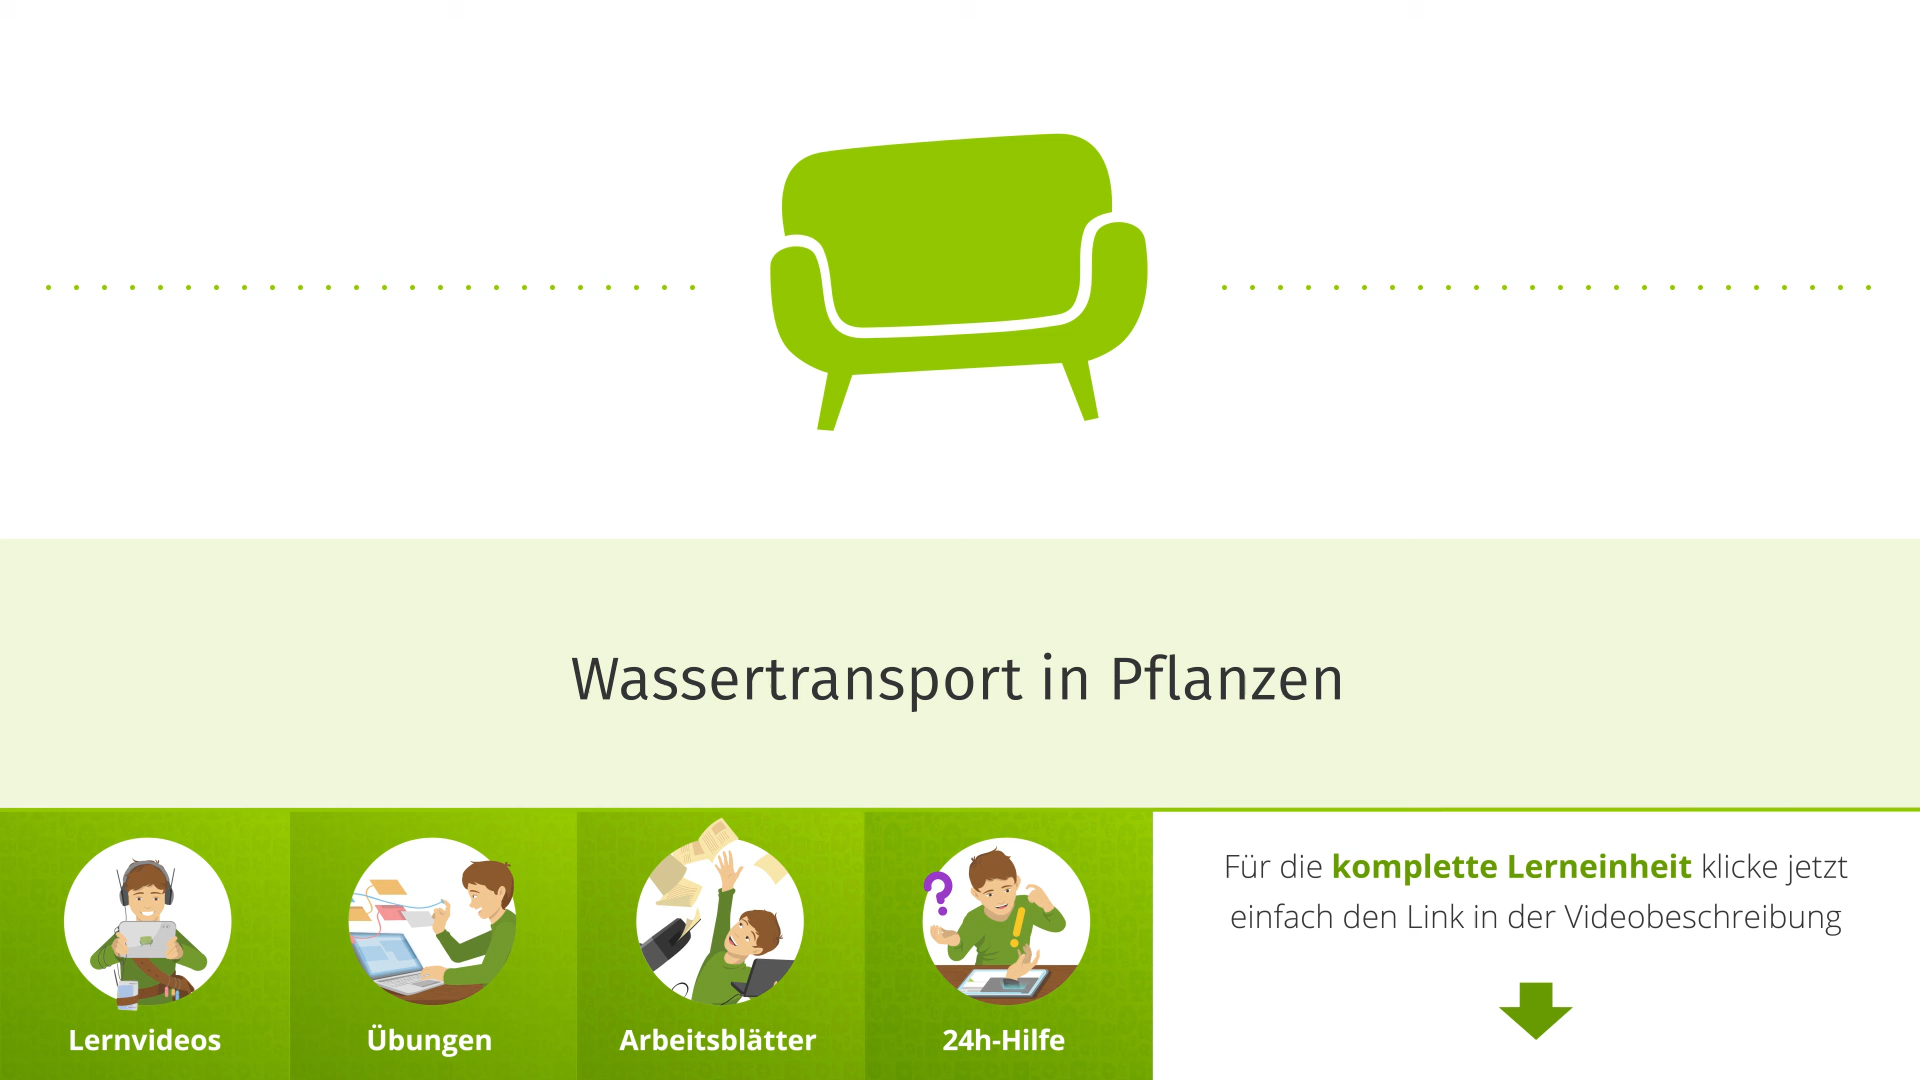 Wassertransport in Pflanzen
Lernvideos
Übungen
Arbeitsblätter
24h-Hilfe
Für die komplette Lerneinheit klicke jetzt
einfach den Link in der Videobeschreibung